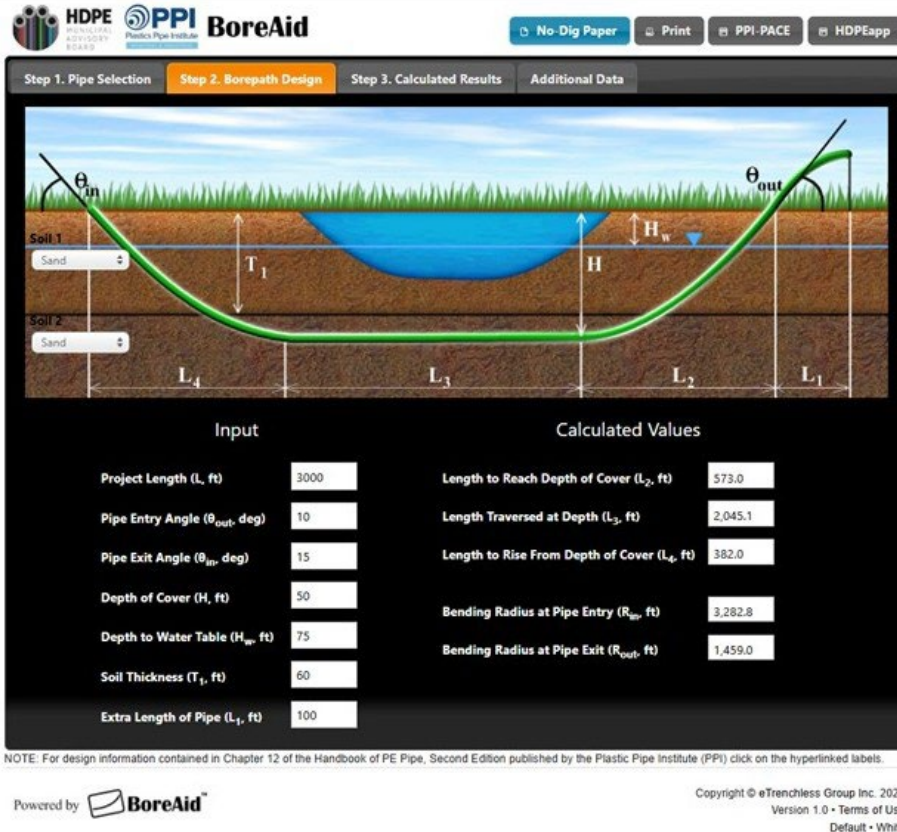 HDPE
MUNICIPAL
ADVISORY
BOARD
PPI
Plastics Pipe Institute
BoreAid
No-Dig Paper
Print
PPI-PACE
HDPEapp
Step 1. Pipe Selection
Step 2. Borepath Design
Step 3. Calculated Results
Additional Data
θin
θout
Soil 1
Sand
T1
H
Hw
Soil 2
Sand
L4
L3
L2
L1
Input
Calculated Values
Project Length (L, ft) 3000
Length to Reach Depth of Cover (L2, ft) 573.0
Pipe Entry Angle (θout, deg) 10
Length Traversed at Depth (L3, ft) 2,045.1
Pipe Exit Angle (θin, deg) 15
Length to Rise From Depth of Cover (L4, ft) 382.0
Depth of Cover (H, ft) 50
Bending Radius at Pipe Entry (Rin, ft) 3,282.8
Depth to Water Table (Hw, ft) 75
Bending Radius at Pipe Exit (Rout, ft) 1,459.0
Soil Thickness (T1, ft) 60
Extra Length of Pipe (L1, ft) 100
NOTE: For design information contained in Chapter 12 of the Handbook of PE Pipe, Second Edition published by the Plastic Pipe Institute (PPI) click on the hyperlinked labels.
Powered by BoreAid™
Copyright © eTrenchless Group Inc. 202
Version 1.0 • Terms of Us
Default • Whi